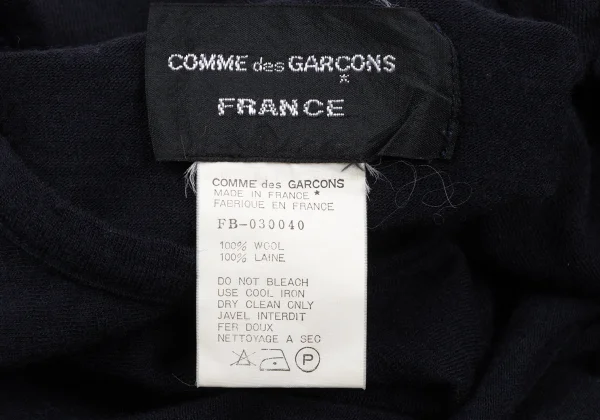 COMME des GARÇONS
*
FRANCE
COMME des GARCONS
MADE IN FRANCE *
FABRIQUE EN FRANCE
FB-030040
100% WOOL
100% LAINE
DO NOT BLEACH
USE COOL IRON
DRY CLEAN ONLY
JAVEL INTERDIT
FER DOUX
NETTOYAGE A SEC
P